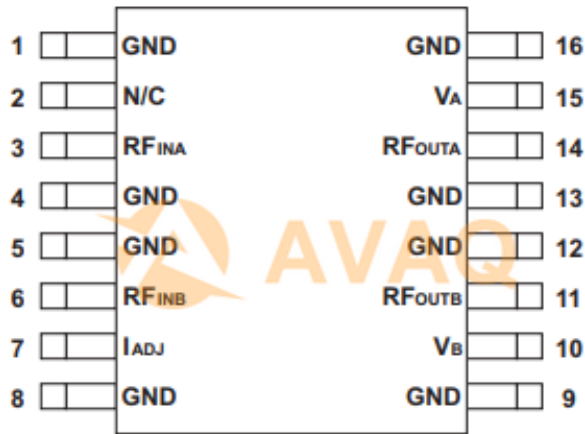 1 GND GND 16
2 N/C VA 15
3 RFINA RFOUTA 14
4 GND GND 13
5 GND GND 12
AVAQ
6 RFINB RFOUTB 11
7 IADJ VB 10
8 GND GND 9